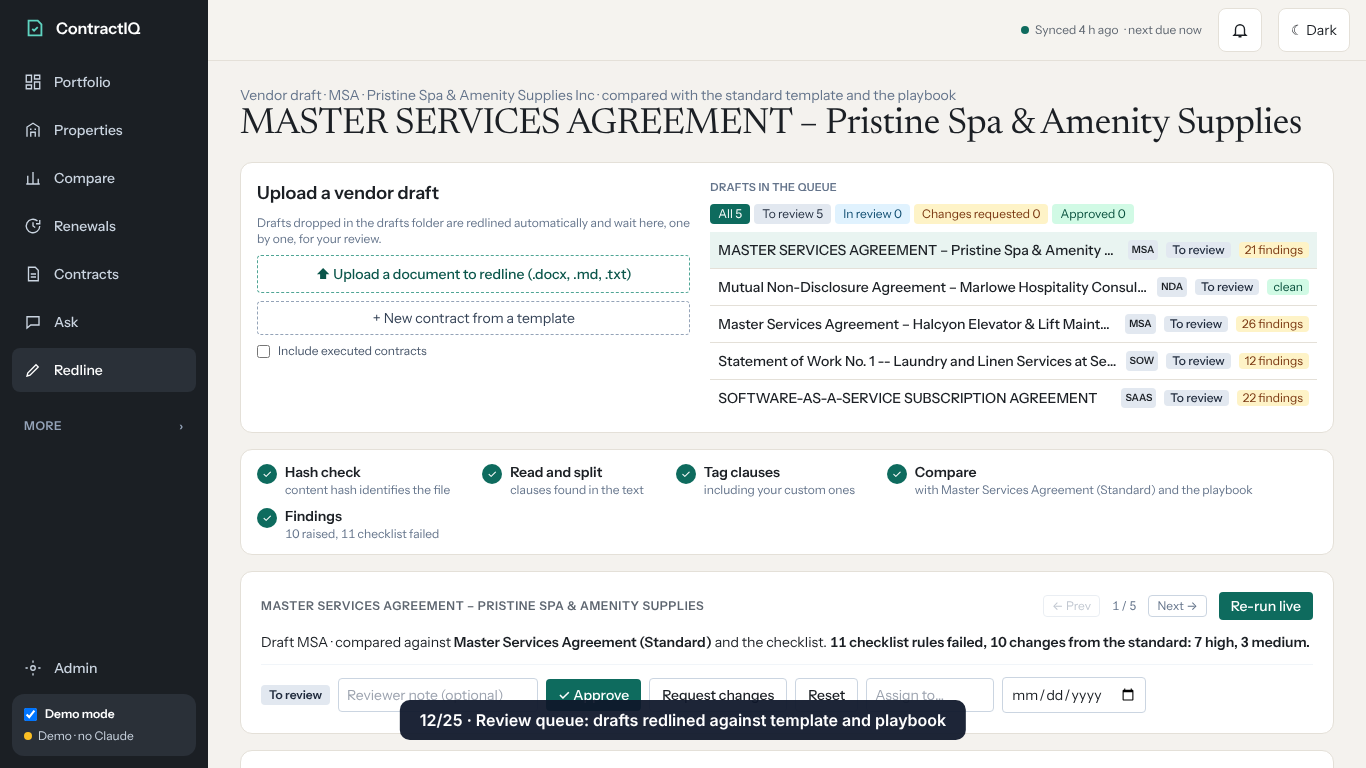 ContractIQ
Portfolio
Properties
Compare
Renewals
Contracts
Ask
Redline
MORE ›
Admin
Demo mode
Demo · no Claude
Synced 4 h ago · next due now
☾ Dark
Vendor draft · MSA · Pristine Spa & Amenity Supplies Inc · compared with the standard template and the playbook
MASTER SERVICES AGREEMENT – Pristine Spa & Amenity Supplies
Upload a vendor draft
Drafts dropped in the drafts folder are redlined automatically and wait here, one
by one, for your review.
⬆ Upload a document to redline (.docx, .md, .txt)
+ New contract from a template
Include executed contracts
DRAFTS IN THE QUEUE
All 5 To review 5 In review 0 Changes requested 0 Approved 0
MASTER SERVICES AGREEMENT – Pristine Spa & Amenity ... MSA To review 21 findings
Mutual Non-Disclosure Agreement – Marlowe Hospitality Consul... NDA To review clean
Master Services Agreement – Halcyon Elevator & Lift Maint... MSA To review 26 findings
Statement of Work No. 1 -- Laundry and Linen Services at Se... SOW To review 12 findings
SOFTWARE-AS-A-SERVICE SUBSCRIPTION AGREEMENT SAAS To review 22 findings
Hash check
content hash identifies the file
Read and split
clauses found in the text
Tag clauses
including your custom ones
Compare
with Master Services Agreement (Standard) and the playbook
Findings
10 raised, 11 checklist failed
MASTER SERVICES AGREEMENT – PRISTINE SPA & AMENITY SUPPLIES
← Prev 1 / 5 Next → Re-run live
Draft MSA · compared against Master Services Agreement (Standard) and the checklist. 11 checklist rules failed, 10 changes from the standard: 7 high, 3 medium.
To review Reviewer note (optional) ✓ Approve Request changes Reset Assign to... mm/dd/yyyy
12/25 · Review queue: drafts redlined against template and playbook